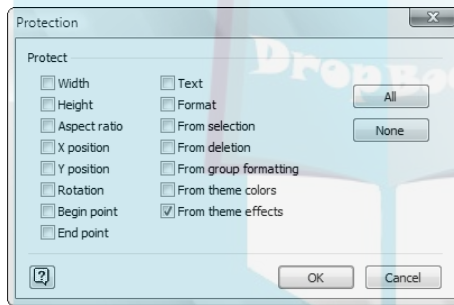 Protection
Protect
Width
Height
Aspect ratio
X position
Y position
Rotation
Begin point
End point
Text
Format
From selection
From deletion
From group formatting
From theme colors
From theme effects
All
None
OK
Cancel